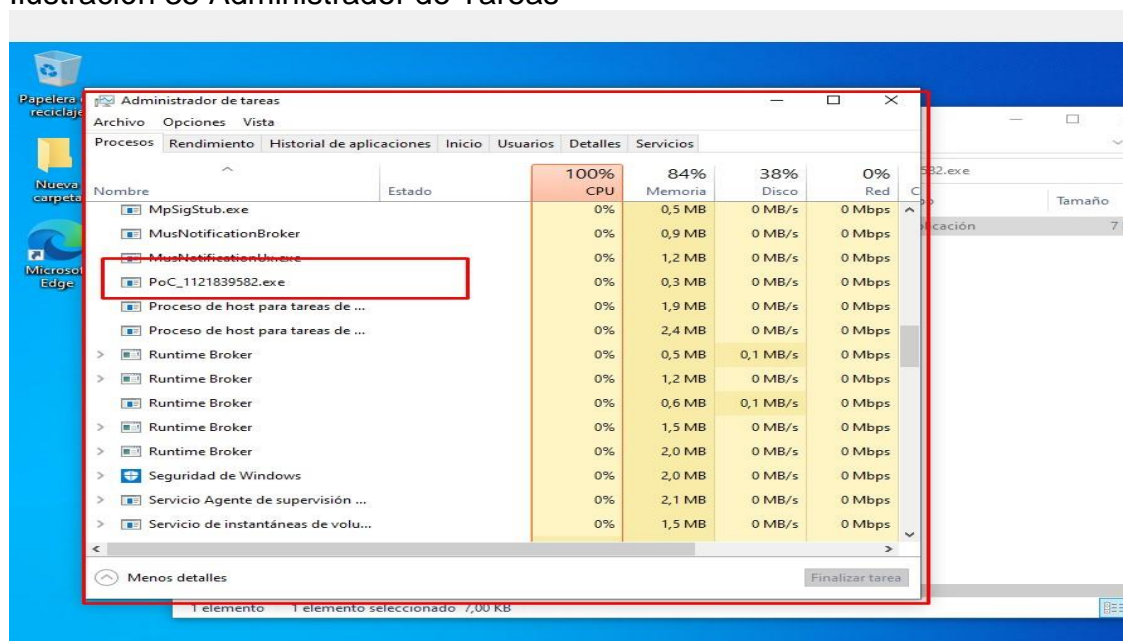 Papelera
reciclaje
Nueva
carpeta
Microsof
Edge
Administrador de tareas
Archivo Opciones Vista
Procesos Rendimiento Historial de aplicaciones Inicio Usuarios Detalles Servicios
100% 84% 38% 0%
Nombre Estado CPU Memoria Disco Red
MpSigStub.exe 0% 0,5 MB 0 MB/s 0 Mbps
MusNotificationBroker 0% 0,9 MB 0 MB/s 0 Mbps
MusNotificationUx.exe 0% 1,2 MB 0 MB/s 0 Mbps
PoC_1121839582.exe 0% 0,3 MB 0 MB/s 0 Mbps
Proceso de host para tareas de ... 0% 1,9 MB 0 MB/s 0 Mbps
Proceso de host para tareas de ... 0% 2,4 MB 0 MB/s 0 Mbps
Runtime Broker 0% 0,5 MB 0,1 MB/s 0 Mbps
Runtime Broker 0% 1,2 MB 0 MB/s 0 Mbps
Runtime Broker 0% 0,6 MB 0,1 MB/s 0 Mbps
Runtime Broker 0% 1,5 MB 0 MB/s 0 Mbps
Runtime Broker 0% 2,0 MB 0 MB/s 0 Mbps
Seguridad de Windows 0% 2,0 MB 0 MB/s 0 Mbps
Servicio Agente de supervisión ... 0% 2,1 MB 0 MB/s 0 Mbps
Servicio de instantáneas de volu... 0% 1,5 MB 0 MB/s 0 Mbps
Menos detalles Finalizar tarea
82.exe
Tamaño
icación 7
1 elemento 1 elemento seleccionado 7,00 KB